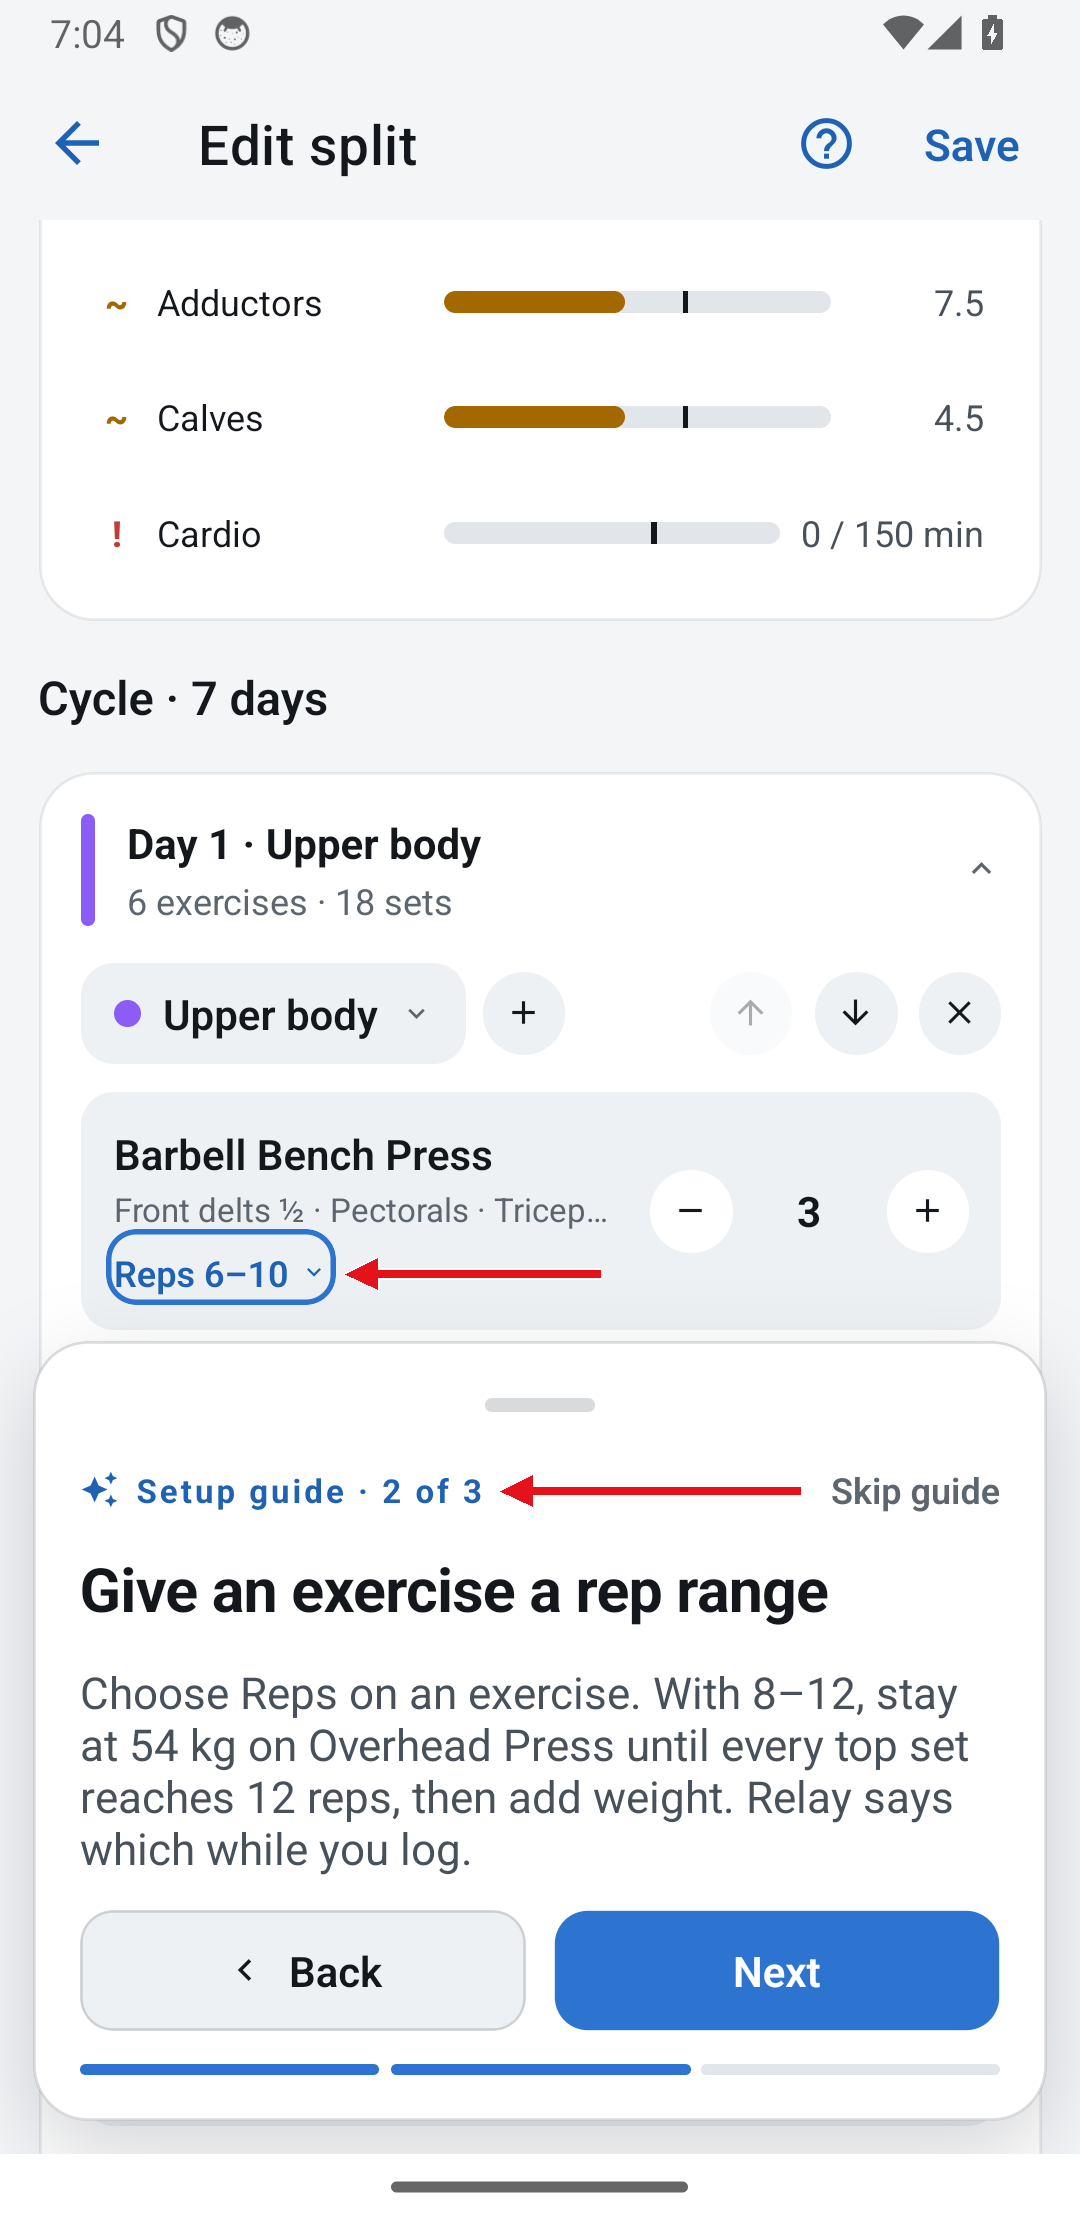 7:04
Edit split
Save
~ Adductors 7.5
~ Calves 4.5
! Cardio 0 / 150 min
Cycle · 7 days
Day 1 · Upper body
6 exercises · 18 sets
Upper body
Barbell Bench Press
Front delts ½ · Pectorals · Tricep...
3
Reps 6–10
Setup guide · 2 of 3
Skip guide
Give an exercise a rep range
Choose Reps on an exercise. With 8–12, stay
at 54 kg on Overhead Press until every top set
reaches 12 reps, then add weight. Relay says
which while you log.
Back
Next